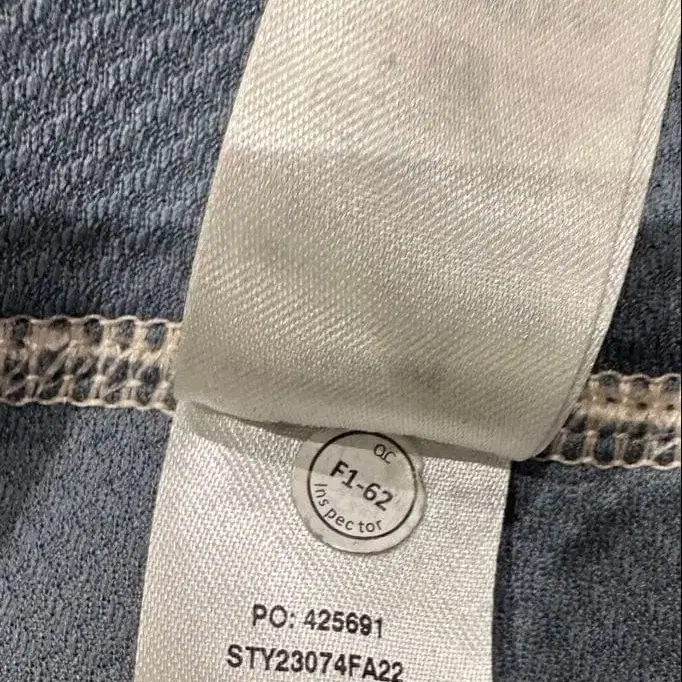 QC
F1-62
Inspector
PO: 425691
STY23074FA22